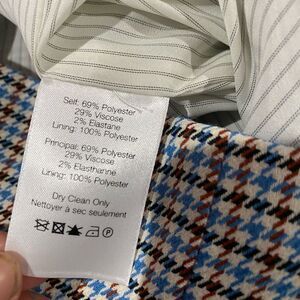 Self: 69% Polyester
29% Viscose
2% Elastane
Lining: 100% Polyester
Principal: 69% Polyester
29% Viscose
2% Elasthanne
Lining: 100% Polyester
Dry Clean Only
Nettoyer à sec seulement
P